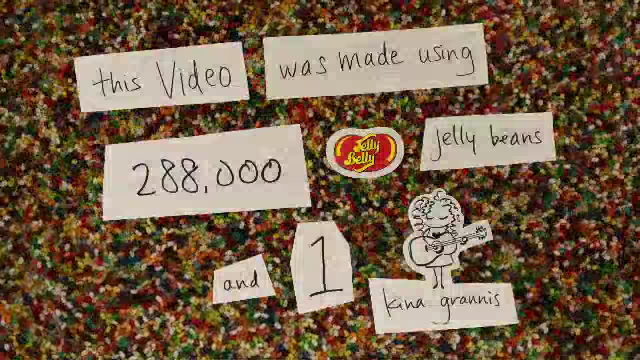 this Video was made using
288,000 Jelly Belly jelly beans
and 1 kina grannis